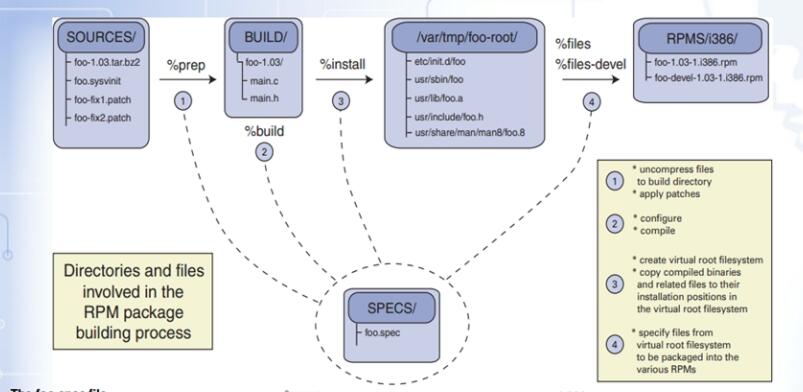 SOURCES/
foo-1.03.tar.bz2
foo.sysvinit
foo-fix1.patch
foo-fix2.patch
%prep
1
BUILD/
foo-1.03/
main.c
main.h
%build
2
%install
3
/var/tmp/foo-root/
etc/init.d/foo
usr/sbin/foo
usr/lib/foo.a
usr/include/foo.h
usr/share/man/man8/foo.8
%files
%files-devel
4
RPMS/i386/
foo-1.03-1.i386.rpm
foo-devel-1.03-1.i386.rpm
Directories and files
involved in the
RPM package
building process
SPECS/
foo.spec
1
* uncompress files
to build directory
* apply patches
2
* configure
* compile
3
* create virtual root filesystem
* copy compiled binaries
and related files to their
installation positions in
the virtual root filesystem
4
* specify files from
virtual root filesystem
to be packaged into the
various RPMs
The foo.spec file